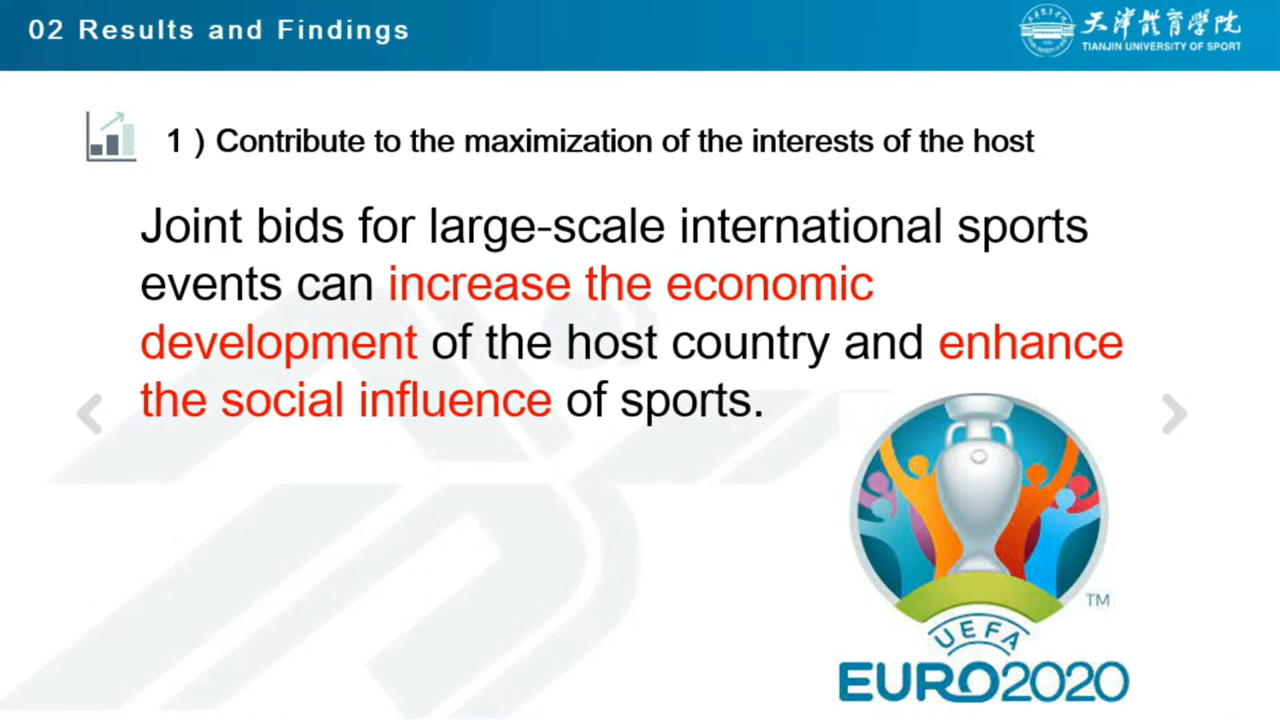 02 Results and Findings
天津體育學院
TIANJIN UNIVERSITY OF SPORT
1 ) Contribute to the maximization of the interests of the host
Joint bids for large-scale international sports
events can increase the economic
development of the host country and enhance
the social influence of sports.
TM
UEFA
EURO2020